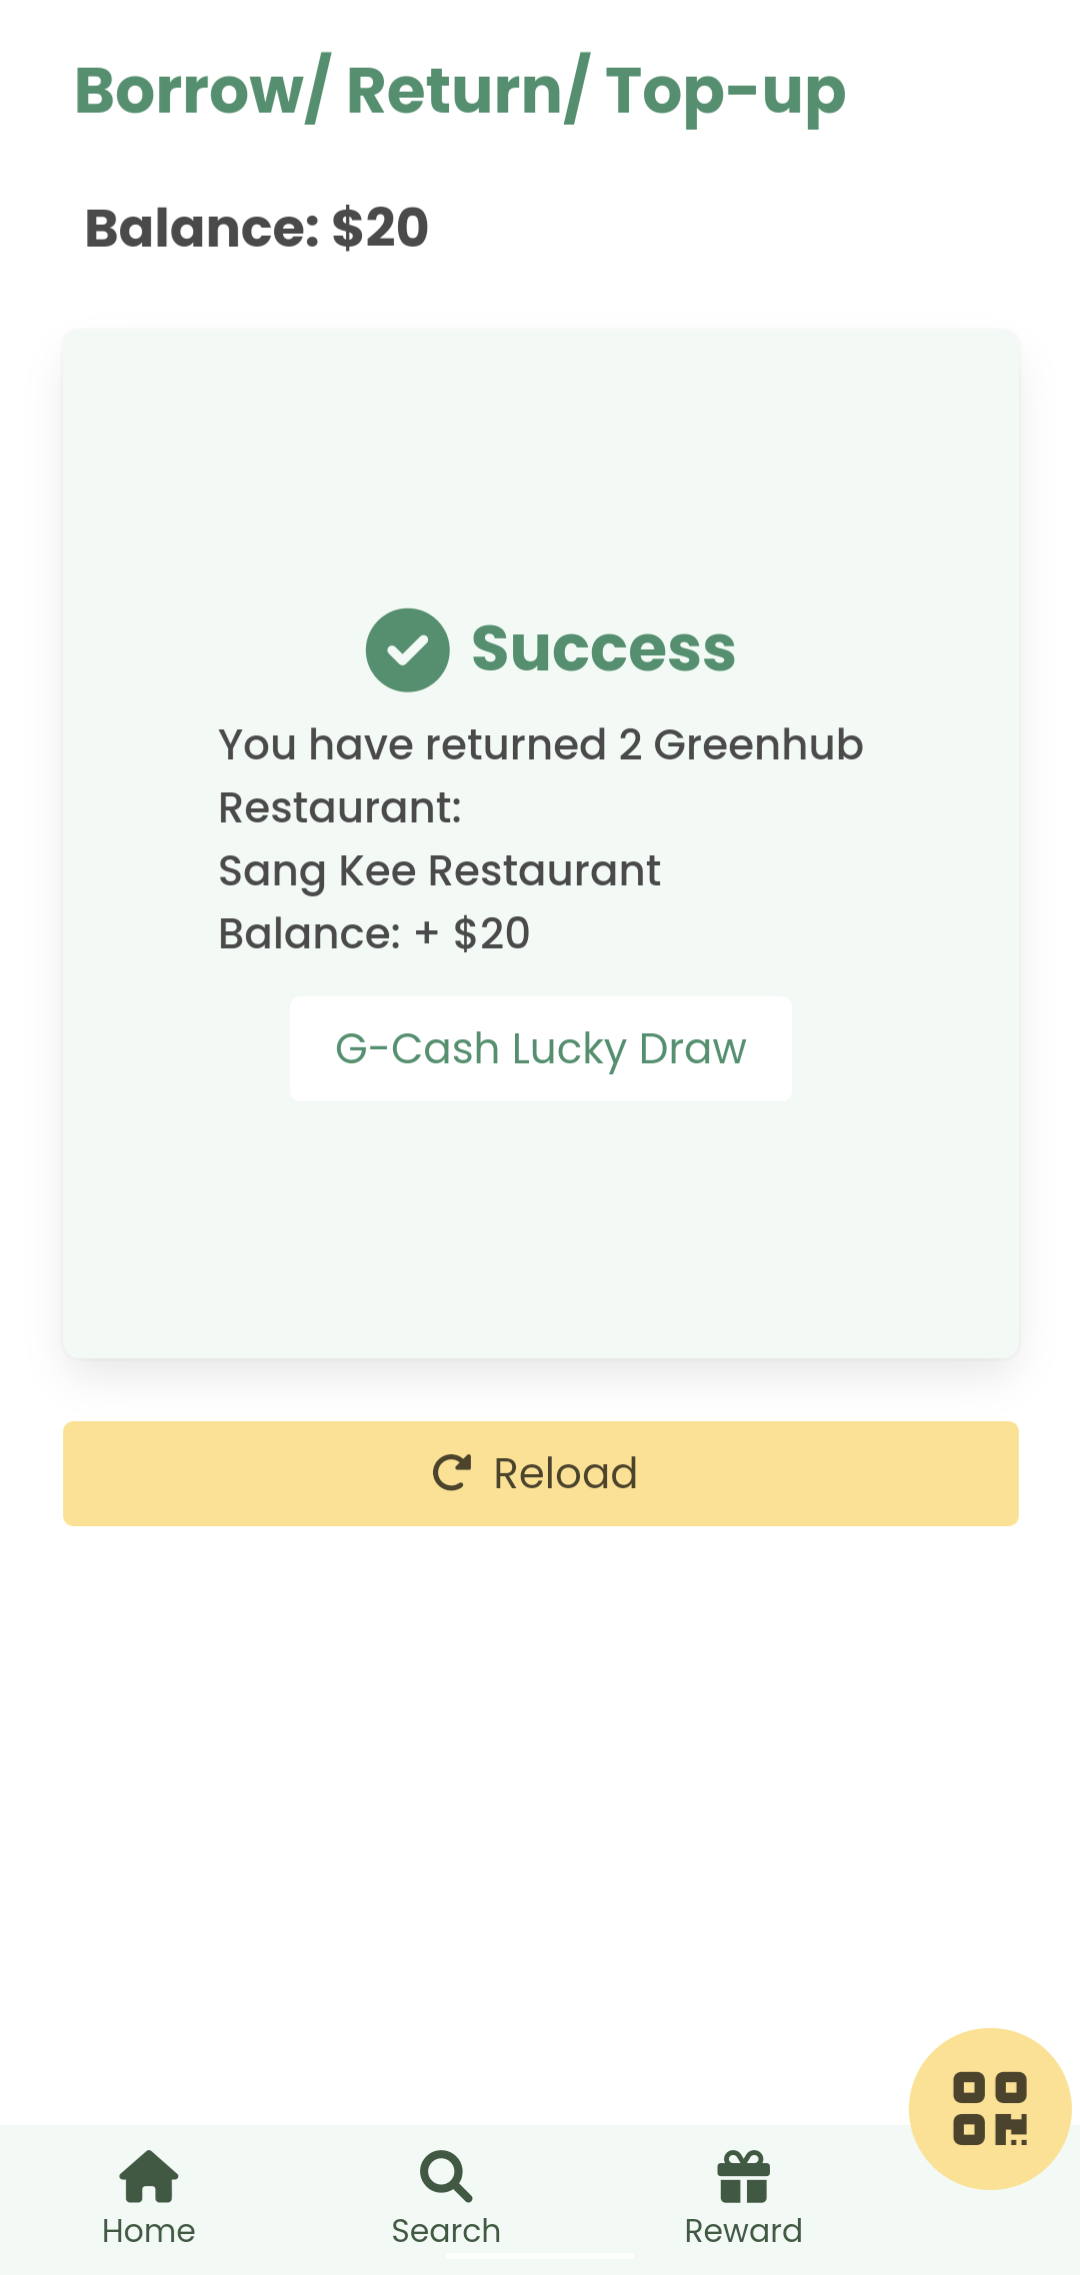 Borrow/ Return/ Top-up
Balance: $20
Success
You have returned 2 Greenhub
Restaurant:
Sang Kee Restaurant
Balance: + $20
G-Cash Lucky Draw
Reload
Home
Search
Reward